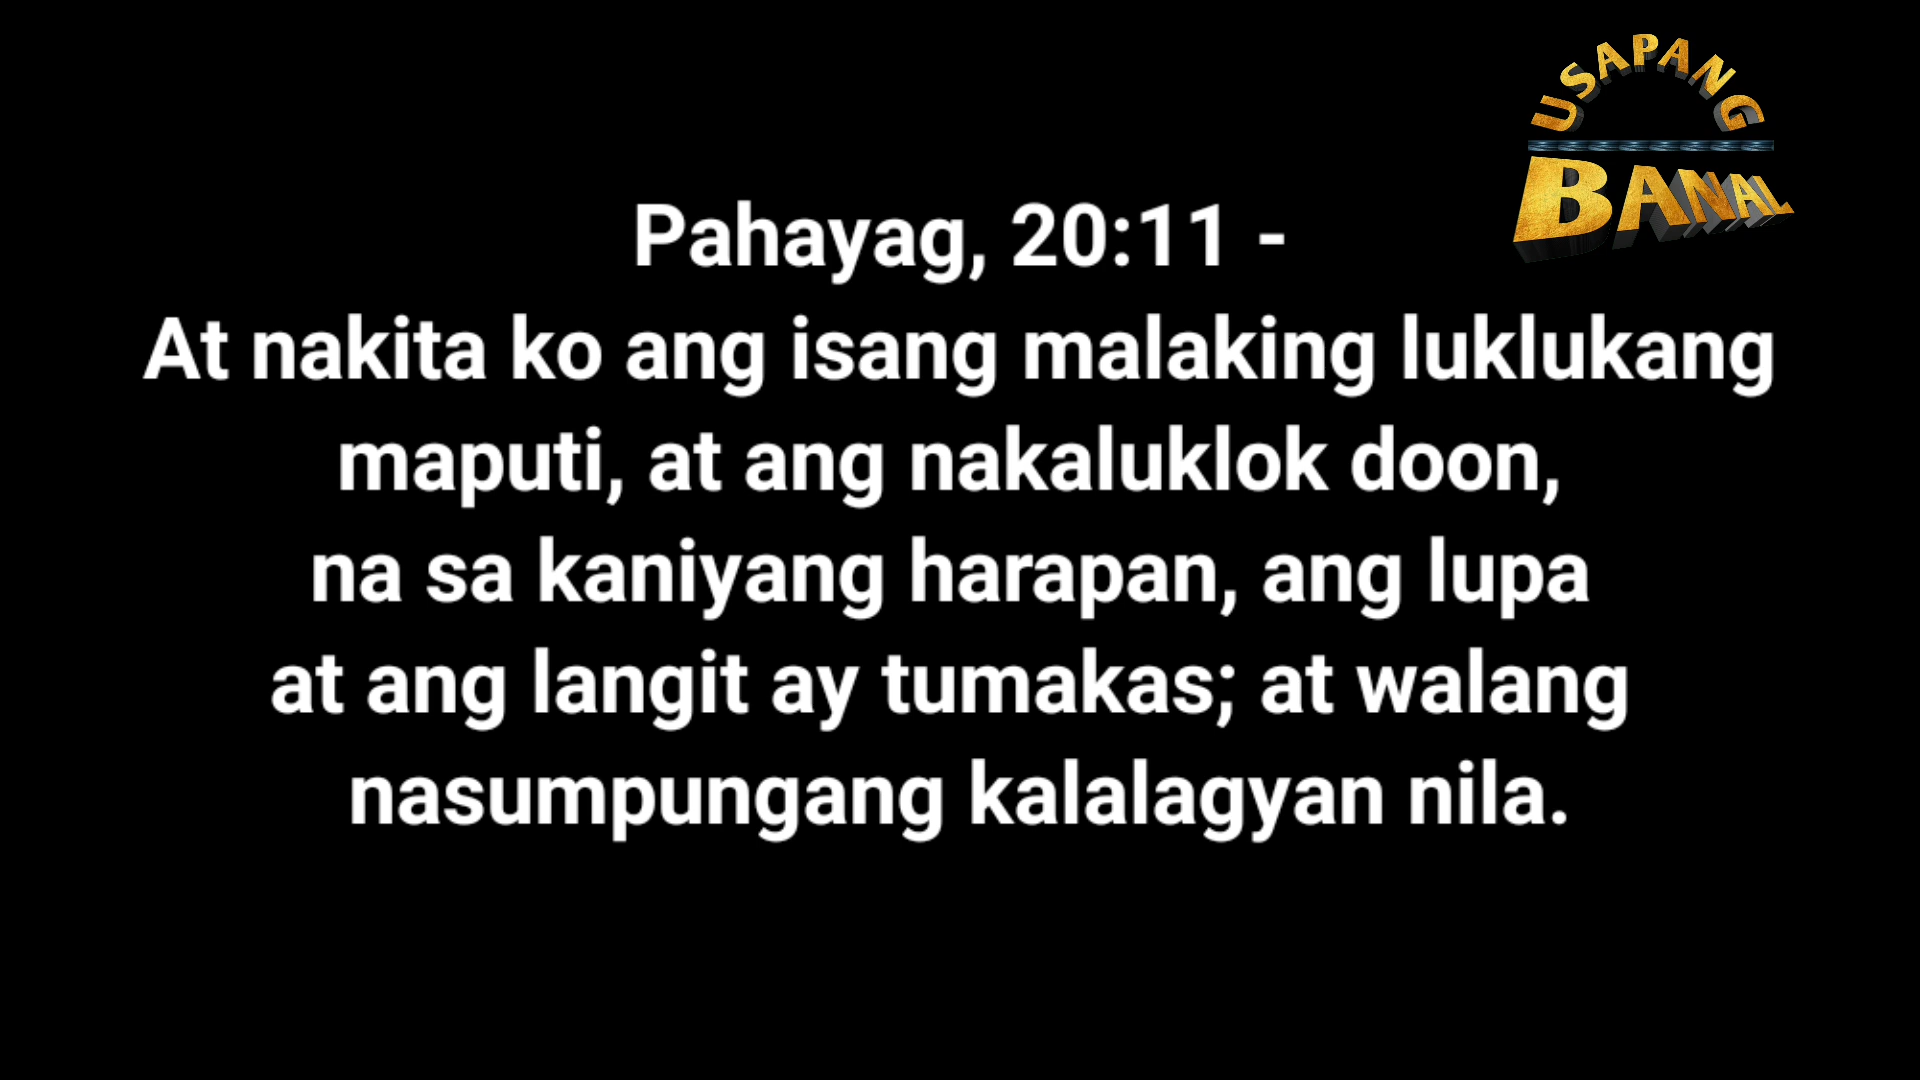 USAPANG
BANAL
Pahayag, 20:11 -
At nakita ko ang isang malaking luklukang
maputi, at ang nakaluklok doon,
na sa kaniyang harapan, ang lupa
at ang langit ay tumakas; at walang
nasumpungang kalalagyan nila.